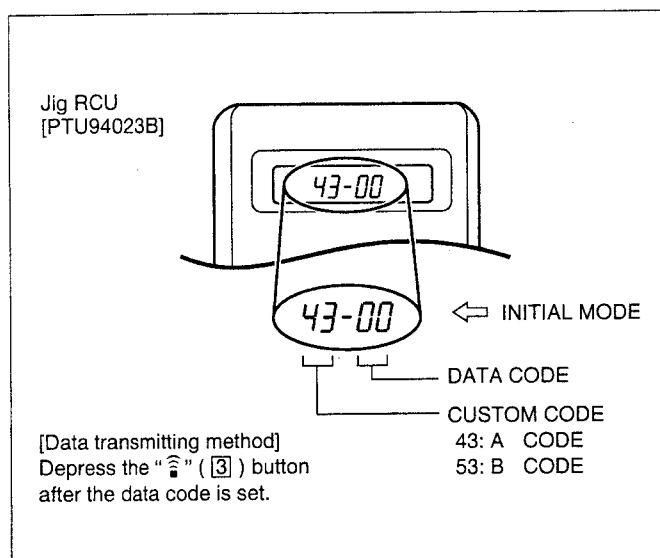 Jig RCU
[PTU94023B]
43-00
43-00
INITIAL MODE
DATA CODE
CUSTOM CODE
43: A CODE
53: B CODE
[Data transmitting method]
Depress the " " ( 3 ) button
after the data code is set.